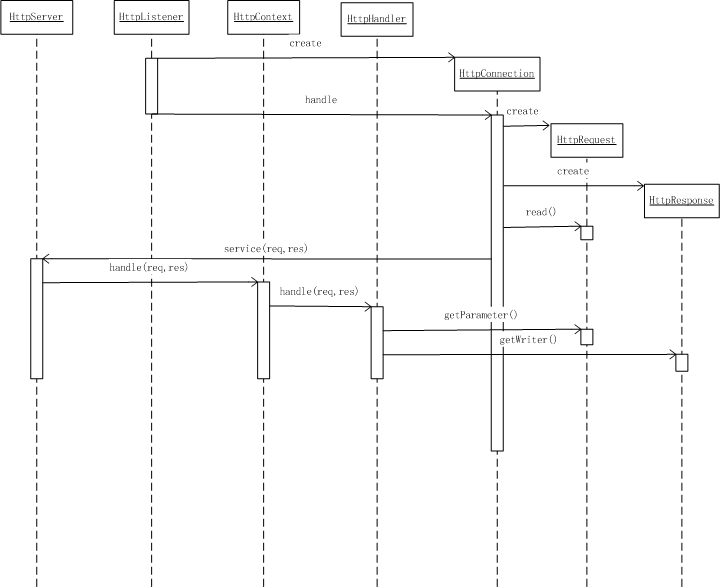 HttpServer
HttpListener
HttpContext
HttpHandler
create
HttpConnection
handle
create
HttpRequest
create
HttpResponse
read()
service(req,res)
handle(req,res)
handle(req,res)
getParameter()
getWriter()